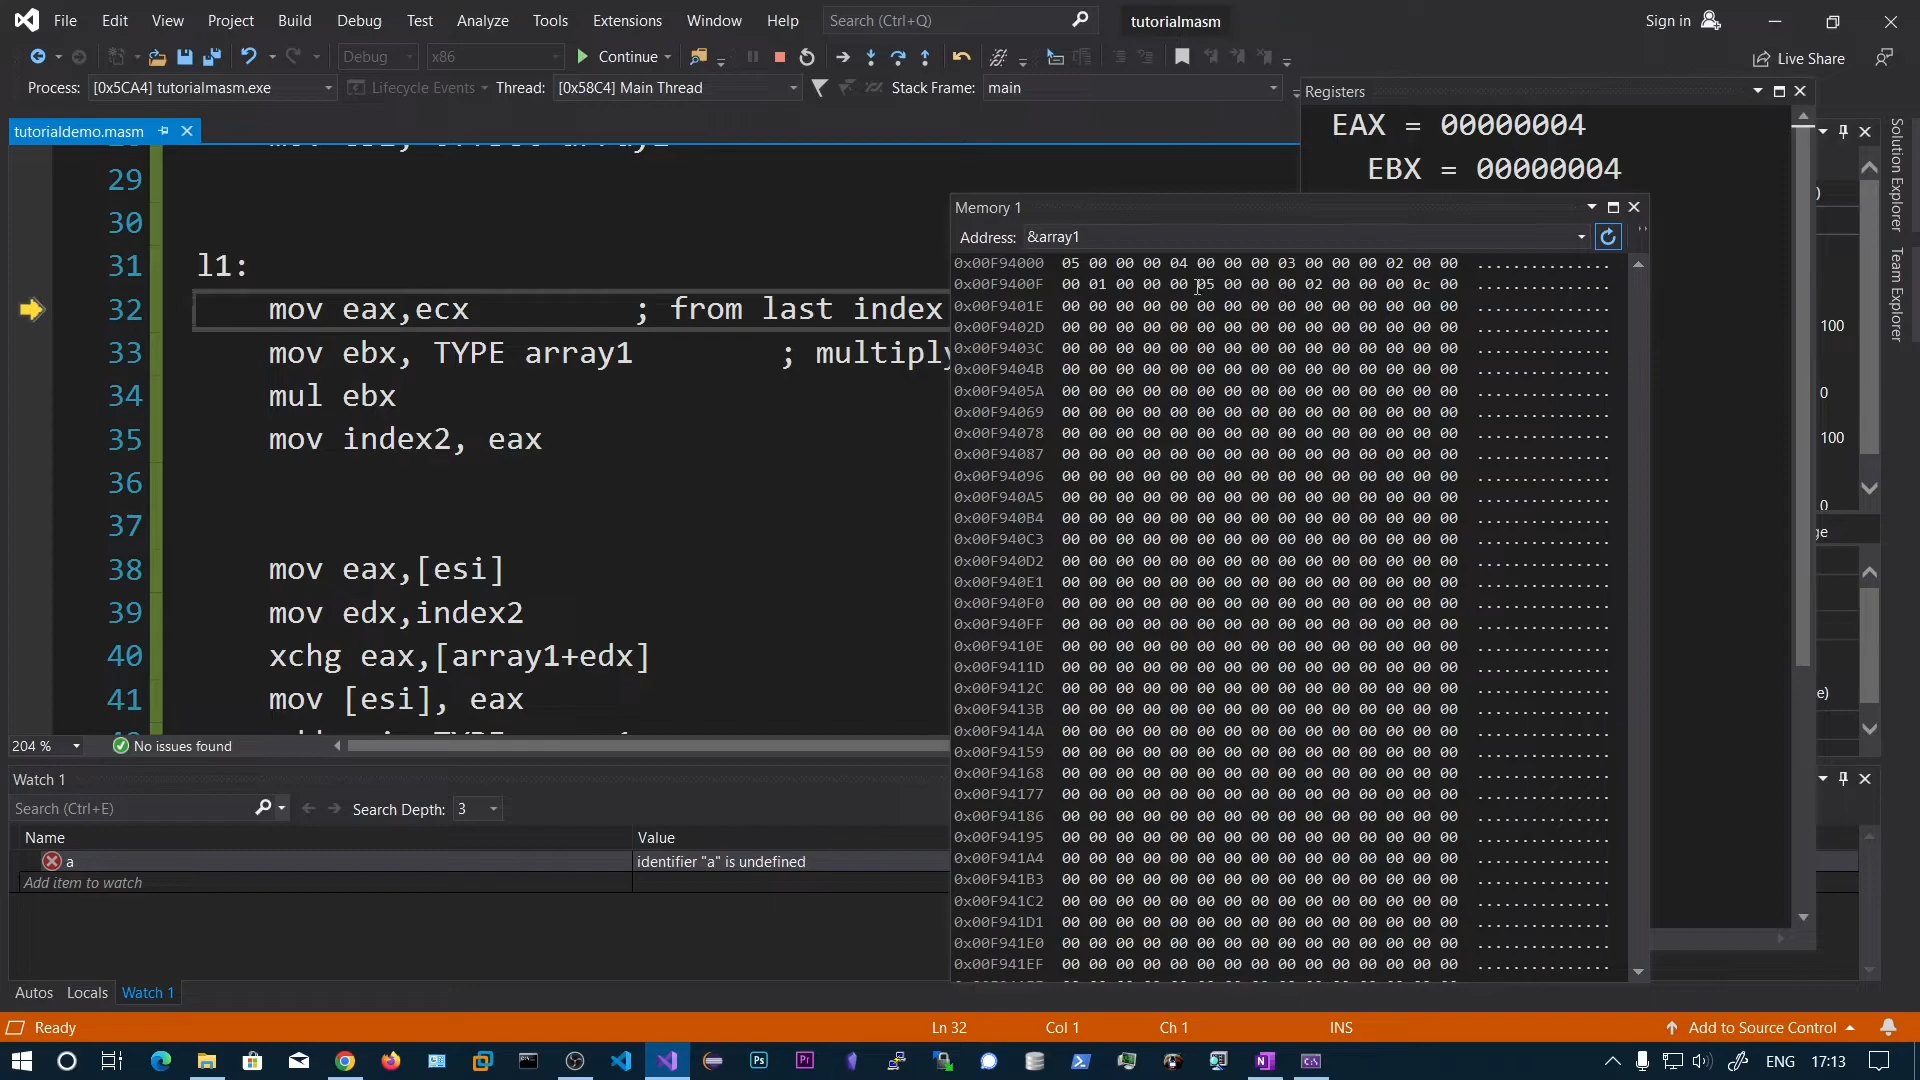 File Edit View Project Build Debug Test Analyze Tools Extensions Window Help Search (Ctrl+Q) tutorialmasm Sign in
Debug x86 Continue Live Share
Process: [0x5CA4] tutorialmasm.exe Lifecycle Events Thread: [0x58C4] Main Thread Stack Frame: main
Registers
EAX = 00000004
EBX = 00000004
tutorialdemo.masm
29
30
31 l1:
32 mov eax,ecx ; from last index
33 mov ebx, TYPE array1 ; multiply
34 mul ebx
35 mov index2, eax
36
37
38 mov eax,[esi]
39 mov edx,index2
40 xchg eax,[array1+edx]
41 mov [esi], eax
204 % No issues found
Memory 1
Address: &array1
0x00F94000 05 00 00 00 04 00 00 00 03 00 00 00 02 00 00 ...............
0x00F9400F 00 01 00 00 00 05 00 00 00 02 00 00 00 0c 00 ...............
0x00F9401E 00 00 00 00 00 00 00 00 00 00 00 00 00 00 00 ...............
0x00F9402D 00 00 00 00 00 00 00 00 00 00 00 00 00 00 00 ...............
0x00F9403C 00 00 00 00 00 00 00 00 00 00 00 00 00 00 00 ...............
0x00F9404B 00 00 00 00 00 00 00 00 00 00 00 00 00 00 00 ...............
0x00F9405A 00 00 00 00 00 00 00 00 00 00 00 00 00 00 00 ...............
0x00F94069 00 00 00 00 00 00 00 00 00 00 00 00 00 00 00 ...............
0x00F94078 00 00 00 00 00 00 00 00 00 00 00 00 00 00 00 ...............
0x00F94087 00 00 00 00 00 00 00 00 00 00 00 00 00 00 00 ...............
0x00F94096 00 00 00 00 00 00 00 00 00 00 00 00 00 00 00 ...............
0x00F940A5 00 00 00 00 00 00 00 00 00 00 00 00 00 00 00 ...............
0x00F940B4 00 00 00 00 00 00 00 00 00 00 00 00 00 00 00 ...............
0x00F940C3 00 00 00 00 00 00 00 00 00 00 00 00 00 00 00 ...............
0x00F940D2 00 00 00 00 00 00 00 00 00 00 00 00 00 00 00 ...............
0x00F940E1 00 00 00 00 00 00 00 00 00 00 00 00 00 00 00 ...............
0x00F940F0 00 00 00 00 00 00 00 00 00 00 00 00 00 00 00 ...............
0x00F940FF 00 00 00 00 00 00 00 00 00 00 00 00 00 00 00 ...............
0x00F9410E 00 00 00 00 00 00 00 00 00 00 00 00 00 00 00 ...............
0x00F9411D 00 00 00 00 00 00 00 00 00 00 00 00 00 00 00 ...............
0x00F9412C 00 00 00 00 00 00 00 00 00 00 00 00 00 00 00 ...............
0x00F9413B 00 00 00 00 00 00 00 00 00 00 00 00 00 00 00 ...............
0x00F9414A 00 00 00 00 00 00 00 00 00 00 00 00 00 00 00 ...............
0x00F94159 00 00 00 00 00 00 00 00 00 00 00 00 00 00 00 ...............
0x00F94168 00 00 00 00 00 00 00 00 00 00 00 00 00 00 00 ...............
0x00F94177 00 00 00 00 00 00 00 00 00 00 00 00 00 00 00 ...............
0x00F94186 00 00 00 00 00 00 00 00 00 00 00 00 00 00 00 ...............
0x00F94195 00 00 00 00 00 00 00 00 00 00 00 00 00 00 00 ...............
0x00F941A4 00 00 00 00 00 00 00 00 00 00 00 00 00 00 00 ...............
0x00F941B3 00 00 00 00 00 00 00 00 00 00 00 00 00 00 00 ...............
0x00F941C2 00 00 00 00 00 00 00 00 00 00 00 00 00 00 00 ...............
0x00F941D1 00 00 00 00 00 00 00 00 00 00 00 00 00 00 00 ...............
0x00F941E0 00 00 00 00 00 00 00 00 00 00 00 00 00 00 00 ...............
0x00F941EF 00 00 00 00 00 00 00 00 00 00 00 00 00 00 00 ...............
)
100
0
100
0
ge
e)
Solution Explorer
Team Explorer
Watch 1
Search (Ctrl+E) Search Depth: 3
Name Value
a identifier "a" is undefined
Add item to watch
Autos Locals Watch 1
Ready Ln 32 Col 1 Ch 1 INS Add to Source Control
Ps Pr ENG 17:13